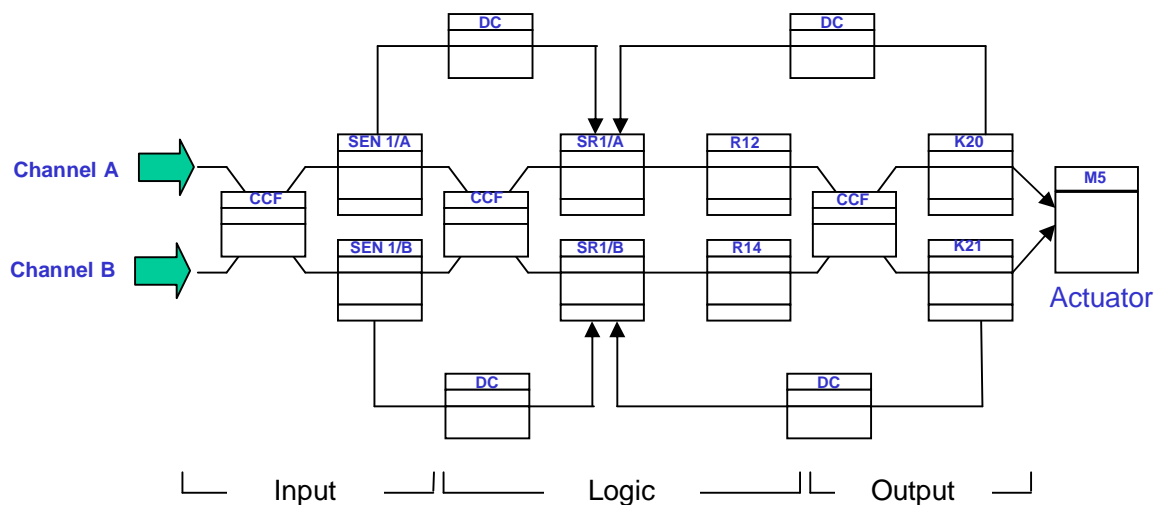 DC
DC
SEN 1/A
SR1/A
R12
K20
Channel A
M5
CCF
CCF
CCF
SEN 1/B
SR1/B
R14
K21
Channel B
Actuator
DC
DC
Input
Logic
Output